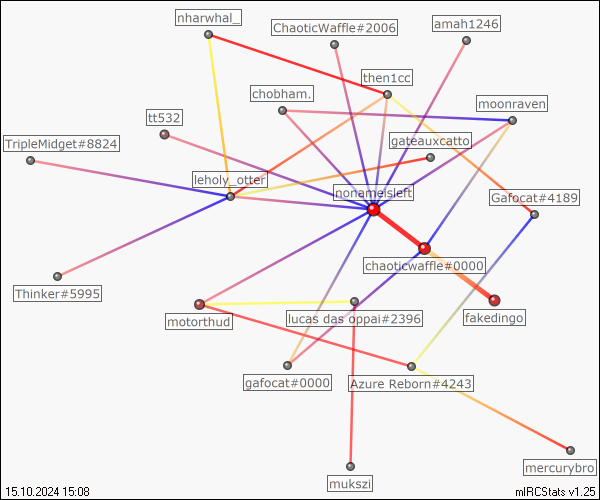 nharwhal_
ChaoticWaffle#2006
amah1246
then1cc
chobham.
moonraven
tt532
TripleMidget#8824
gateauxcatto
leholy_otter
nonameisleft
Gafocat#4189
chaoticwaffle#0000
Thinker#5995
motorthud
lucas das oppai#2396
fakedingo
gafocat#0000
Azure Reborn#4243
mercurybro
mukszi
15.10.2024 15:08
mIRCStats v1.25